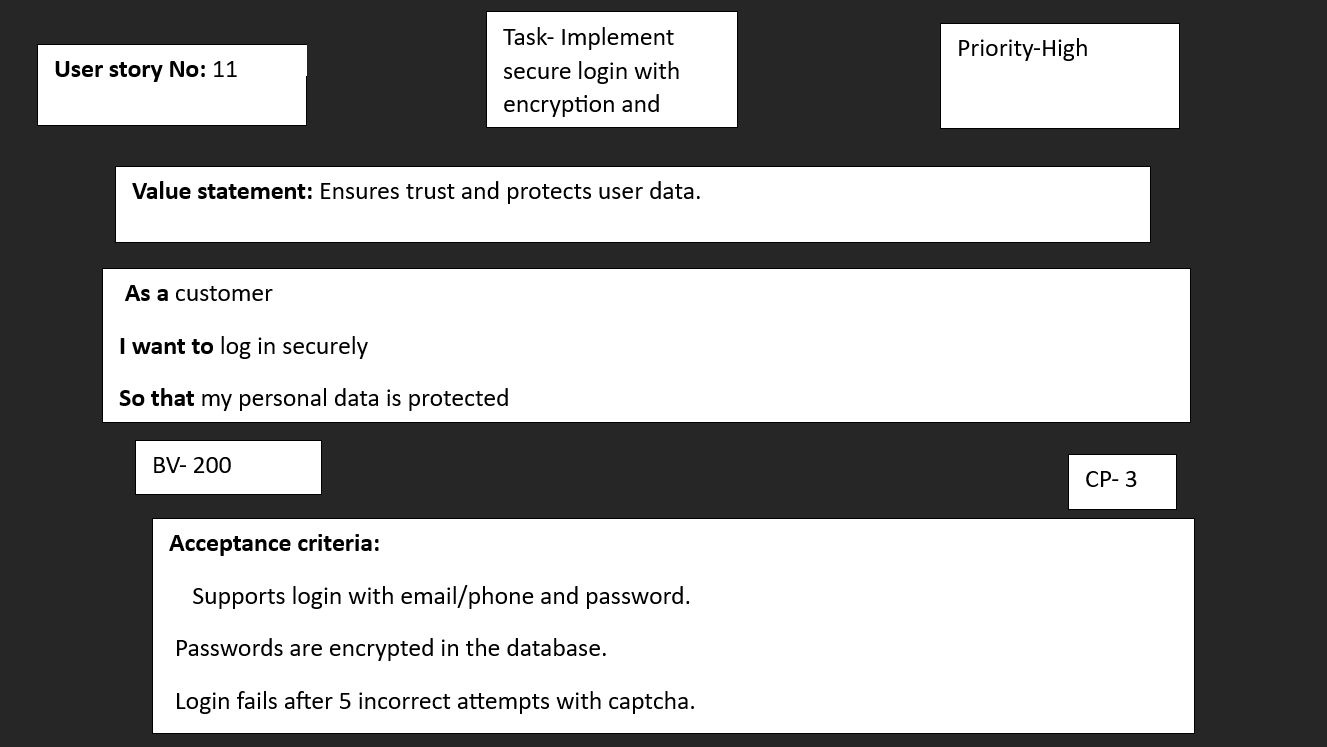 User story No: 11
Task- Implement
secure login with
encryption and
Priority-High
Value statement: Ensures trust and protects user data.
As a customer
I want to log in securely
So that my personal data is protected
BV- 200
CP- 3
Acceptance criteria:
Supports login with email/phone and password.
Passwords are encrypted in the database.
Login fails after 5 incorrect attempts with captcha.